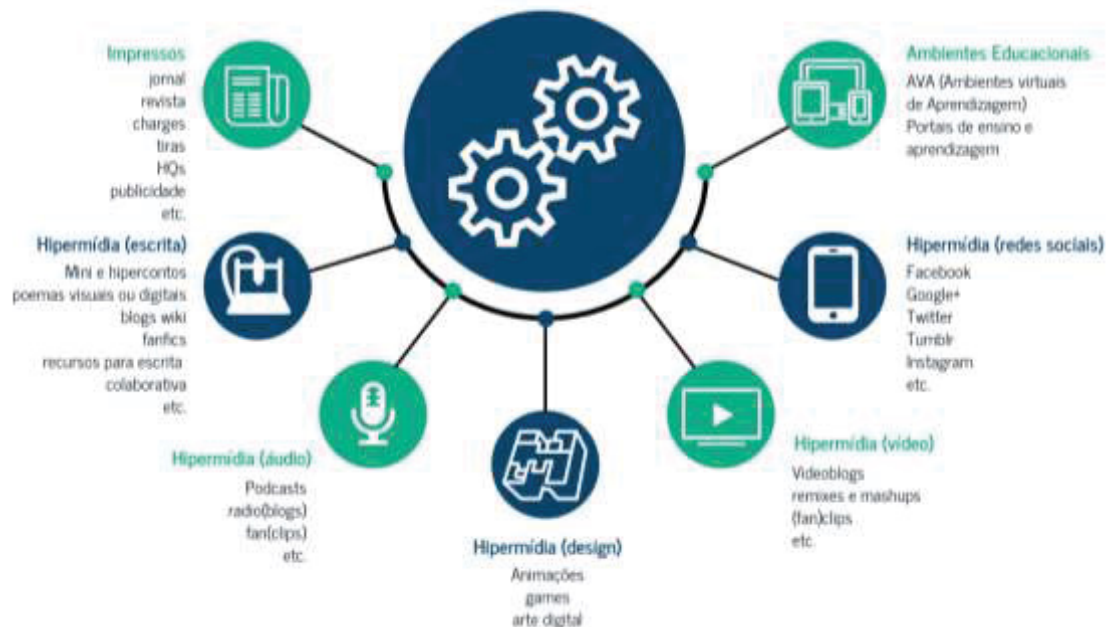 Impressos
jornal
revista
charges
tiras
HQs
publicidade
etc.
Hipermídia (escrita)
Mini e hipercontos
poemas visuais ou digitais
blogs wiki
fanfics
recursos para escrita
colaborativa
etc.
Hipermídia (áudio)
Podcasts
radio(blogs)
fan(clips)
etc.
Hipermídia (design)
Animações
games
arte digital
Hipermídia (vídeo)
Videoblogs
remixes e mashups
(fan)clips
etc
Hipermídia (redes sociais)
Facebook
Google+
Twitter
Tumblr
Instagram
etc.
Ambientes Educacionais
AVA (Ambientes virtuais
de Aprendizagem)
Portais de ensino e
aprendizagem